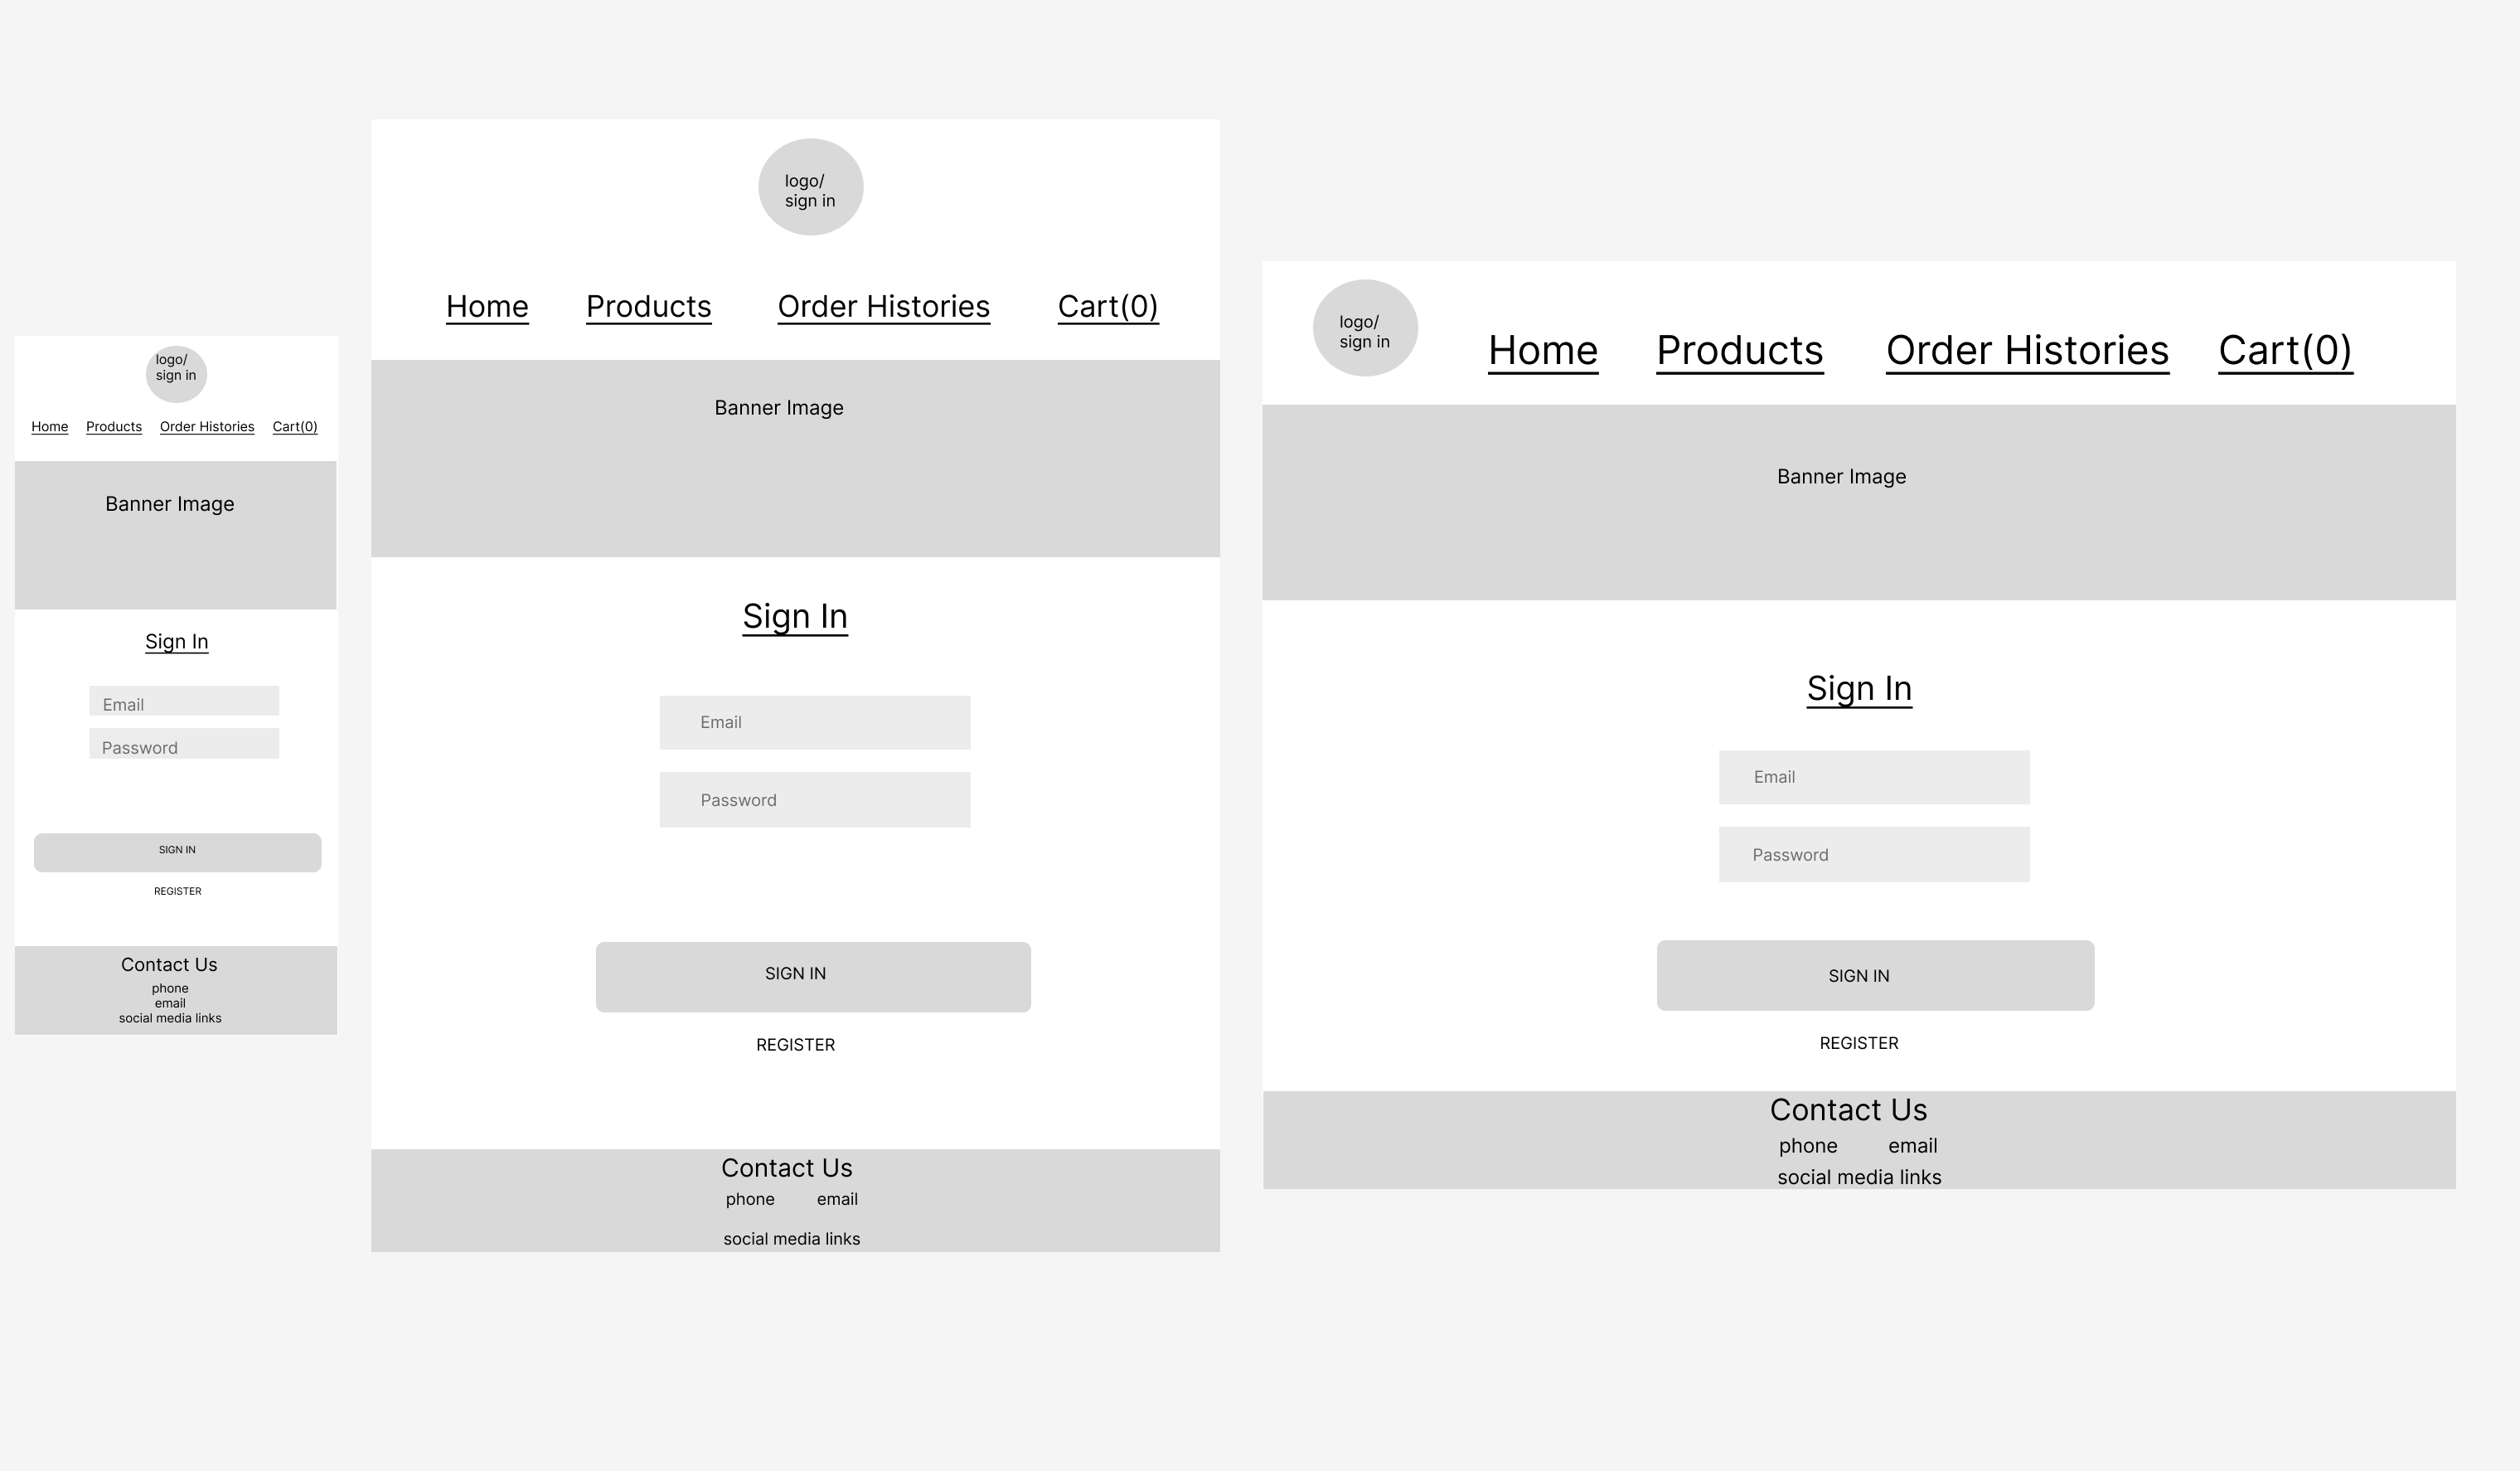 logo/
sign in
Home Products Order Histories Cart(0)
Banner Image
Sign In
Email
Password
SIGN IN
REGISTER
Contact Us
phone
email
social media links
logo/
sign in
Home Products Order Histories Cart(0)
Banner Image
Sign In
Email
Password
SIGN IN
REGISTER
Contact Us
phone email
social media links
logo/
sign in
Home Products Order Histories Cart(0)
Banner Image
Sign In
Email
Password
SIGN IN
REGISTER
Contact Us
phone email
social media links